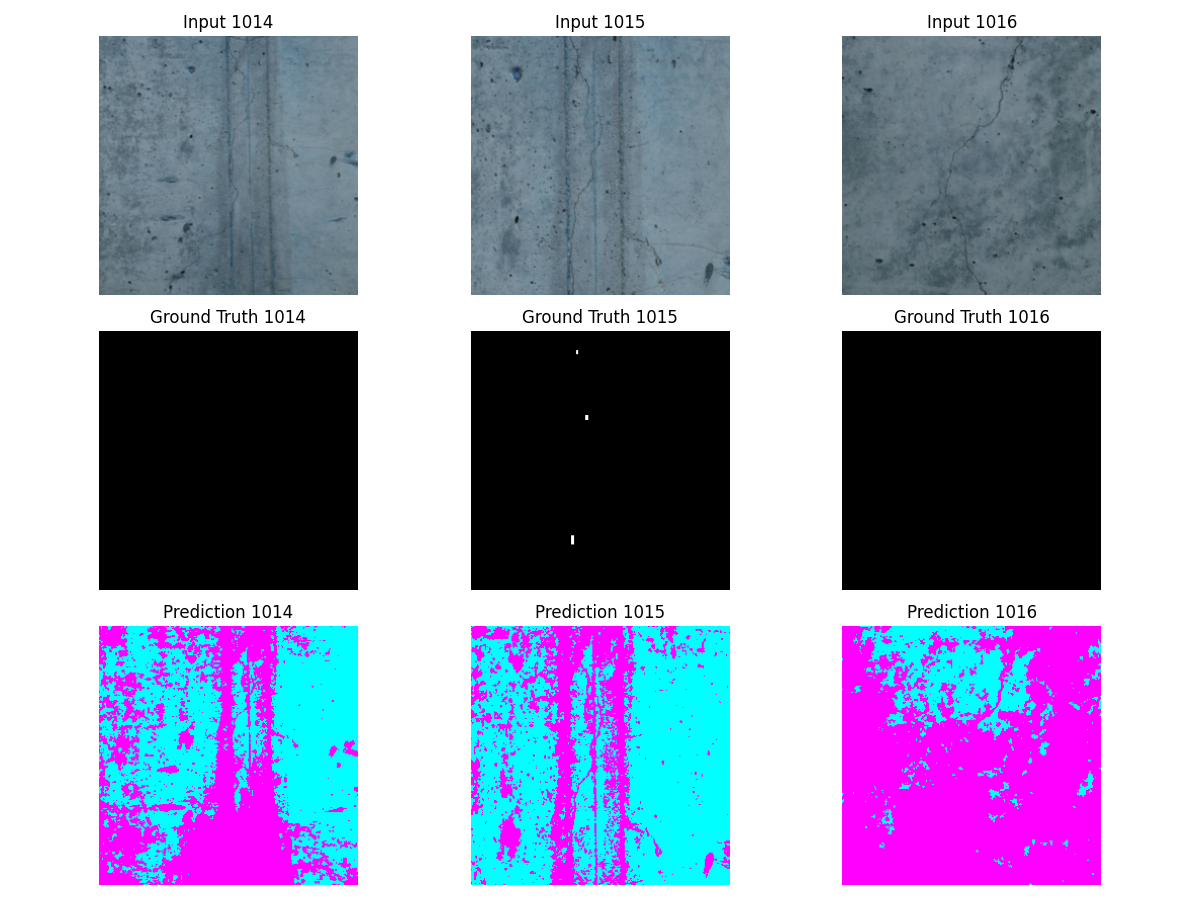 Input 1014
Input 1015
Input 1016
Ground Truth 1014
Ground Truth 1015
Ground Truth 1016
Prediction 1014
Prediction 1015
Prediction 1016